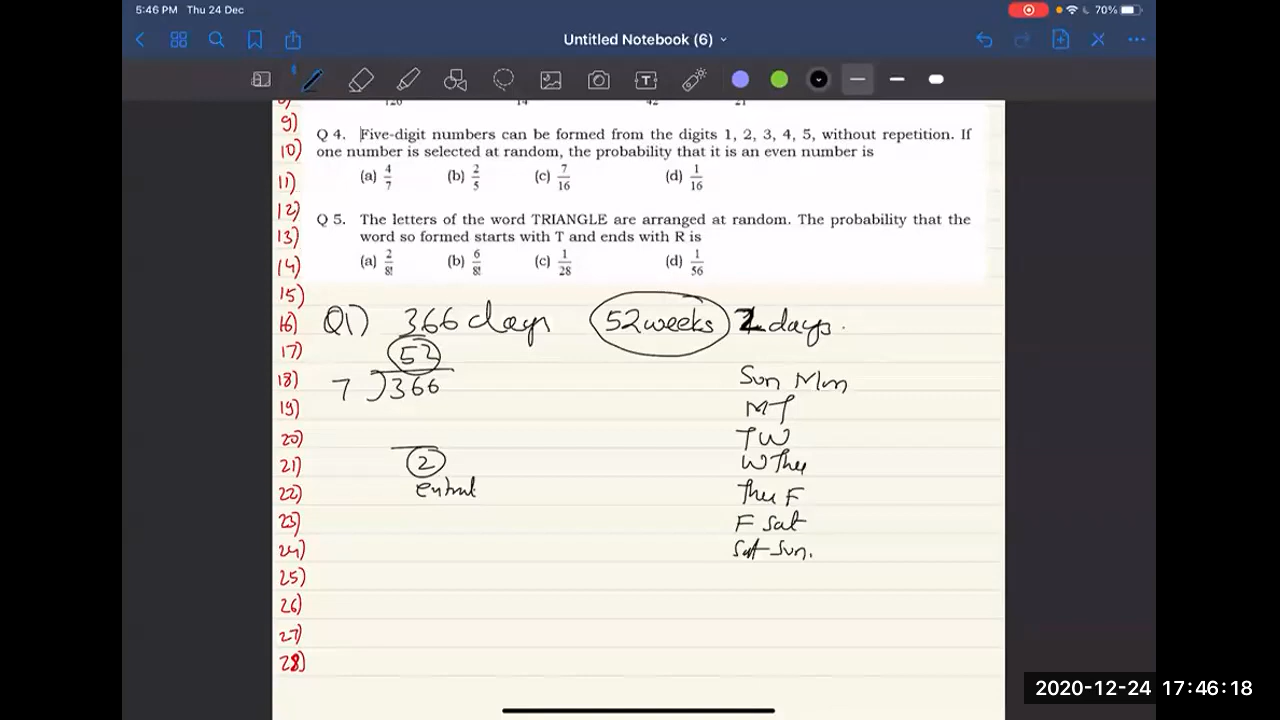 5:46 PM Thu 24 Dec
70%
Untitled Notebook (6)
9)
10)
11)
12)
13)
14)
15)
16)
17)
18)
19)
20)
21)
22)
23)
24)
25)
26)
27)
28)
120 14 42 21
Q 4. Five-digit numbers can be formed from the digits 1, 2, 3, 4, 5, without repetition. If
one number is selected at random, the probability that it is an even number is
(a) 4/7 (b) 2/5 (c) 7/16 (d) 1/16
Q 5. The letters of the word TRIANGLE are arranged at random. The probability that the
word so formed starts with T and ends with R is
(a) 2/8! (b) 6/8! (c) 1/28 (d) 1/56
Q1) 366 days 52 weeks 2 days.
52
7 )366
2
Sun Mon
M T
T W
W Thu
Thu F
F Sat
Sat Sun.
2020-12-24 17:46:18